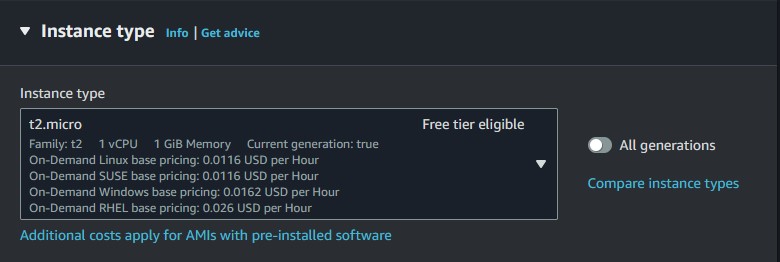 Instance type Info | Get advice
Instance type
t2.micro Free tier eligible
Family: t2 1 vCPU 1 GiB Memory Current generation: true
On-Demand Linux base pricing: 0.0116 USD per Hour
On-Demand SUSE base pricing: 0.0116 USD per Hour
On-Demand Windows base pricing: 0.0162 USD per Hour
On-Demand RHEL base pricing: 0.026 USD per Hour
All generations
Compare instance types
Additional costs apply for AMIs with pre-installed software